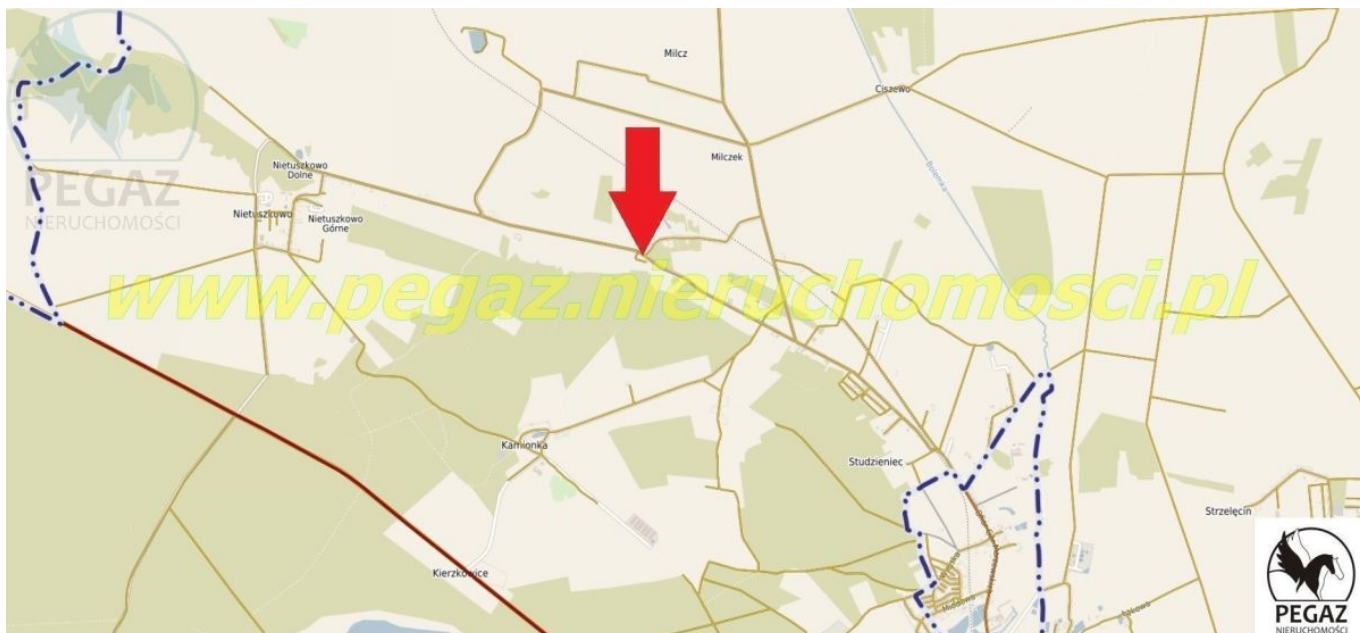 Milcz
Ciszewo
Milczek
Bolemka
Nietuszkowo
Dolne
PEGAZ
NIERUCHOMOŚCI
Nietuszkowo
Nietuszkowo
Górne
www.pegaz.nieruchomosci.pl
Kamionka
Studzieniec
Strzelęcin
Kierzkowice
PEGAZ
NIERUCHOMOŚCI